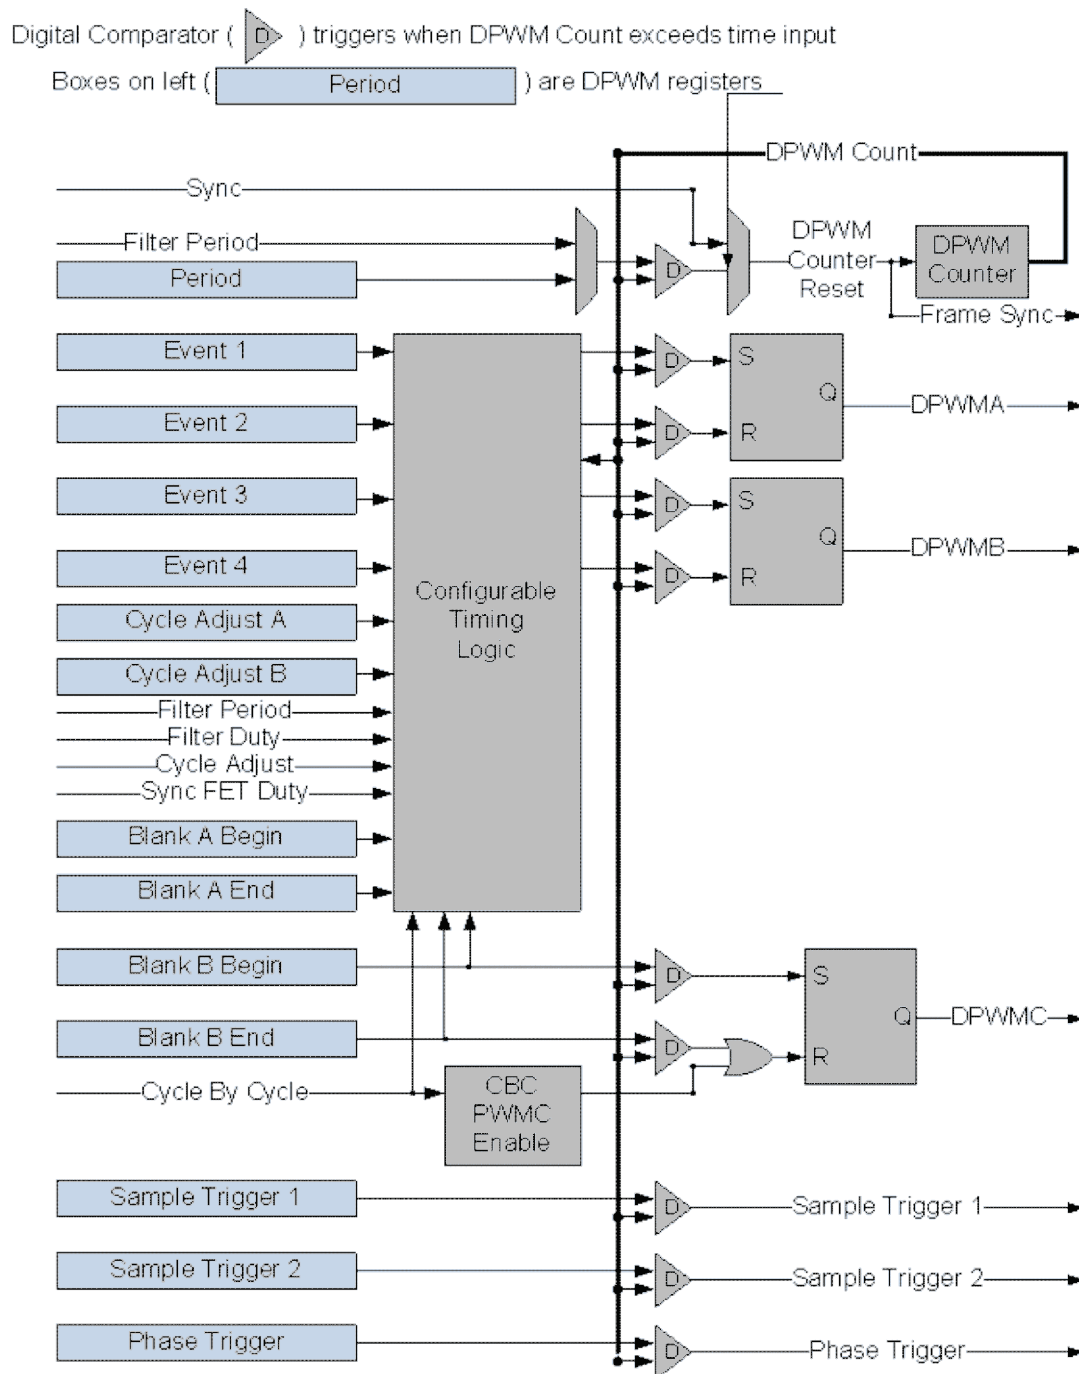 Digital Comparator ( D ) triggers when DPWM Count exceeds time input
Boxes on left ( Period ) are DPWM registers
DPWM Count
Sync
Filter Period
Period
D
DPWM
Counter
Reset
DPWM
Counter
Frame Sync
Event 1
D
S
Q
DPWMA
Event 2
D
R
Event 3
D
S
Q
DPWMB
Event 4
D
R
Configurable
Timing
Logic
Cycle Adjust A
Cycle Adjust B
Filter Period
Filter Duty
Cycle Adjust
Sync FET Duty
Blank A Begin
Blank A End
Blank B Begin
D
S
Q
DPWMC
Blank B End
D
R
Cycle By Cycle
CBC
PWMC
Enable
Sample Trigger 1
D
Sample Trigger 1
Sample Trigger 2
D
Sample Trigger 2
Phase Trigger
D
Phase Trigger